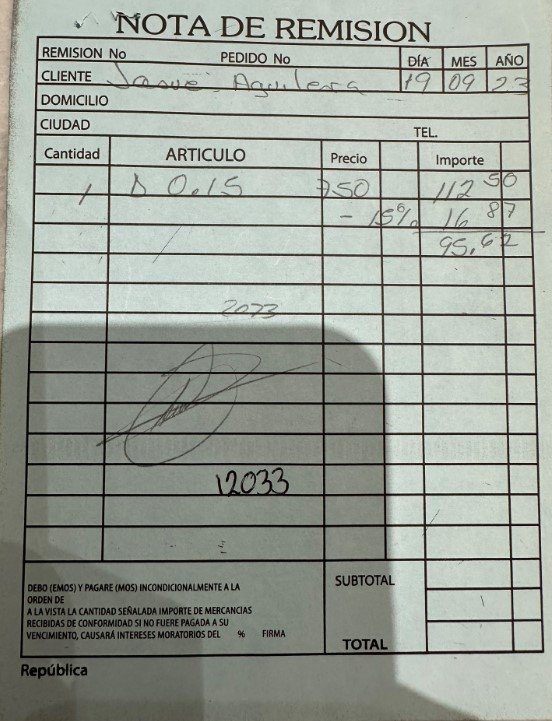 NOTA DE REMISION
REMISION No PEDIDO No DÍA MES AÑO
CLIENTE Josue Aguilera 19 09 23
DOMICILIO
CIUDAD TEL.
Cantidad ARTICULO Precio Importe
1 D 0.15 750 112 50
- 15% 16 87
95.62
2073
12033
DEBO (EMOS) Y PAGARE (MOS) INCONDICIONALMENTE A LA
ORDEN DE
A LA VISTA LA CANTIDAD SEÑALADA IMPORTE DE MERCANCIAS
RECIBIDAS DE CONFORMIDAD SI NO FUERE PAGADA A SU
VENCIMIENTO, CAUSARÁ INTERESES MORATORIOS DEL % FIRMA
SUBTOTAL
TOTAL
República